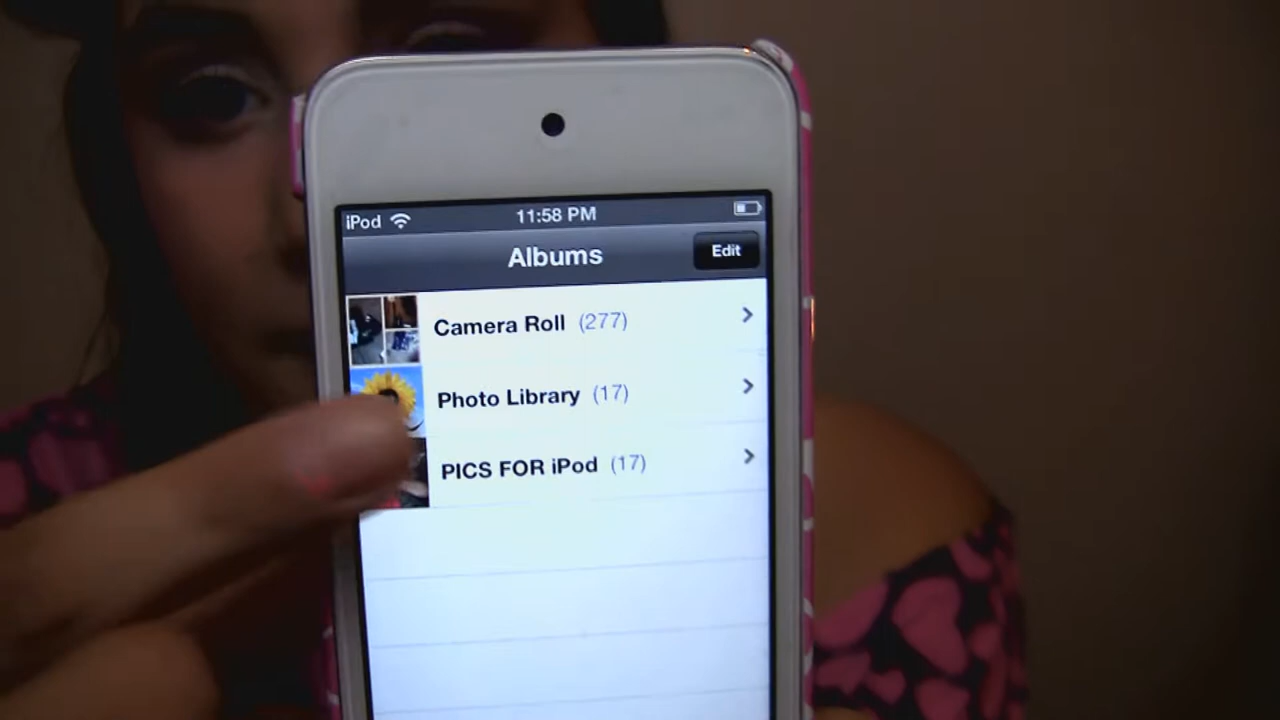 iPod 11:58 PM
Albums Edit
Camera Roll (277)
Photo Library (17)
PICS FOR iPod (17)